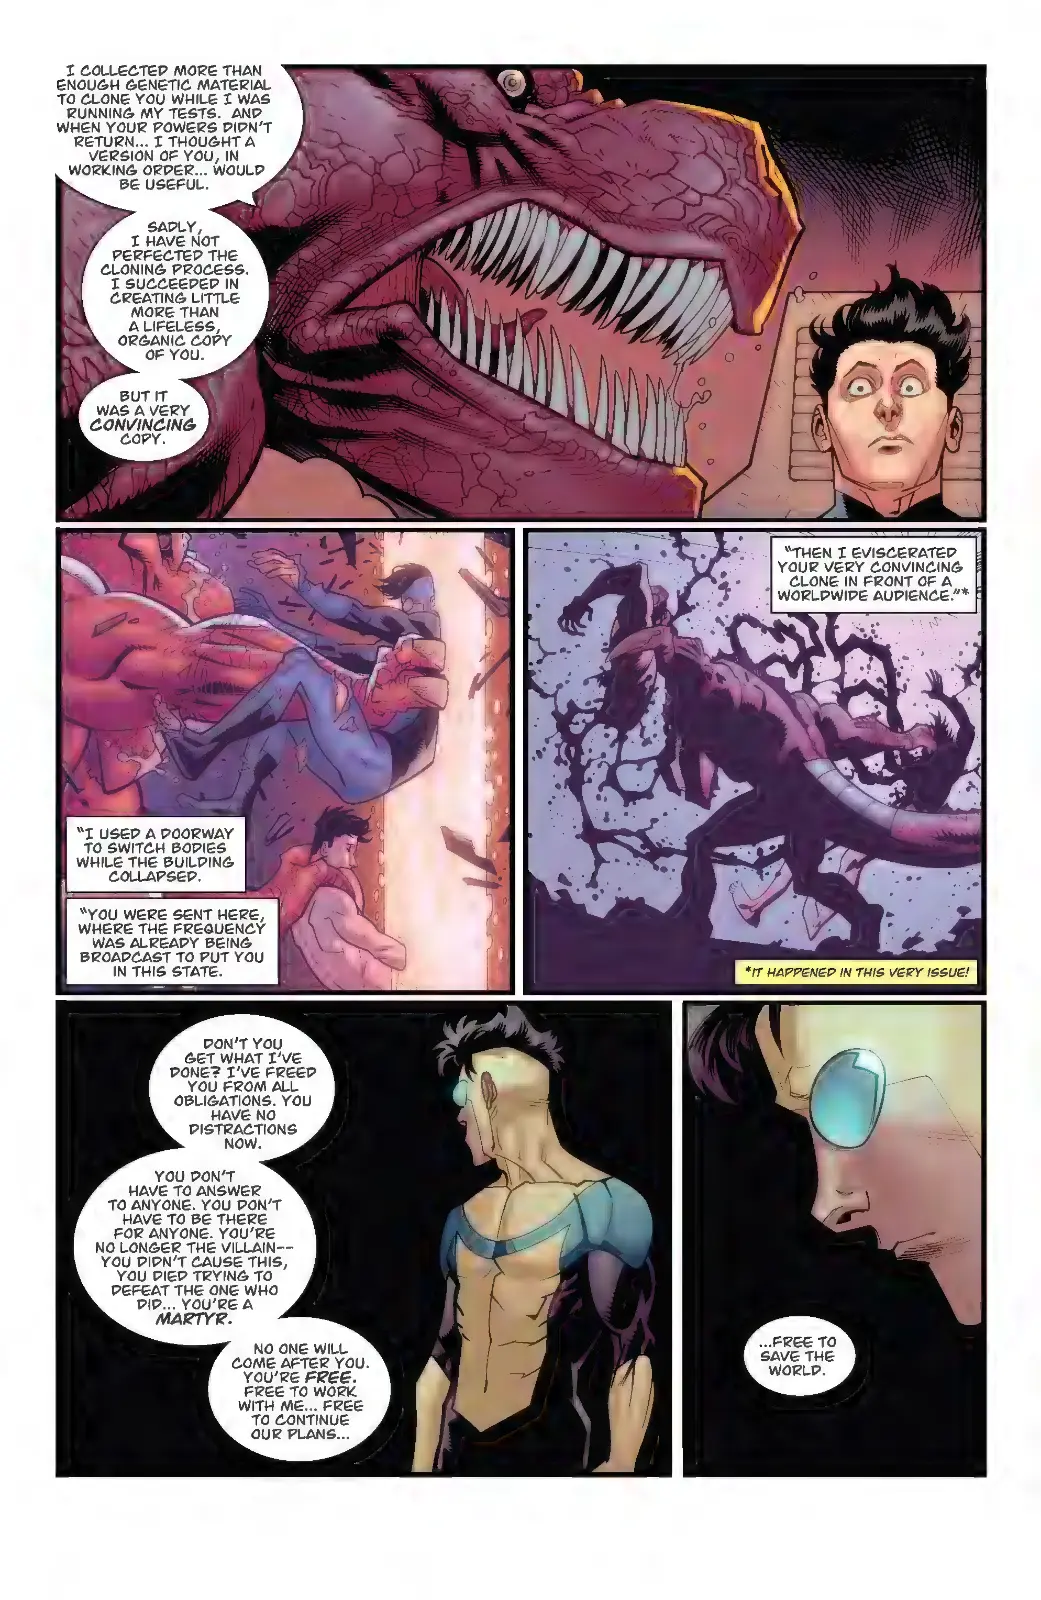 I COLLECTED MORE THAN
ENOUGH GENETIC MATERIAL
TO CLONE YOU WHILE I WAS
RUNNING MY TESTS. AND
WHEN YOUR POWERS DIDN'T
RETURN... I THOUGHT A
VERSION OF YOU, IN
WORKING ORDER... WOULD
BE USEFUL.
SADLY,
I HAVE NOT
PERFECTED THE
CLONING PROCESS.
I SUCCEEDED IN
CREATING LITTLE
MORE THAN
A LIFELESS,
ORGANIC COPY
OF YOU.
BUT IT
WAS A VERY
CONVINCING
COPY.
"I USED A DOORWAY
TO SWITCH BODIES
WHILE THE BUILDING
COLLAPSED.
"YOU WERE SENT HERE,
WHERE THE FREQUENCY
WAS ALREADY BEING
BROADCAST TO PUT YOU
IN THIS STATE.
"THEN I EVISCERATED
YOUR VERY CONVINCING
CLONE IN FRONT OF A
WORLDWIDE AUDIENCE."*
*IT HAPPENED IN THIS VERY ISSUE!
DON'T YOU
GET WHAT I'VE
DONE? I'VE FREED
YOU FROM ALL
OBLIGATIONS. YOU
HAVE NO
DISTRACTIONS
NOW.
YOU DON'T
HAVE TO ANSWER
TO ANYONE. YOU DON'T
HAVE TO BE THERE
FOR ANYONE. YOU'RE
NO LONGER THE VILLAIN--
YOU DIDN'T CAUSE THIS,
YOU DIED TRYING TO
DEFEAT THE ONE WHO
DID... YOU'RE A
MARTYR.
NO ONE WILL
COME AFTER YOU.
YOU'RE FREE.
FREE TO WORK
WITH ME... FREE
TO CONTINUE
OUR PLANS...
...FREE TO
SAVE THE
WORLD.